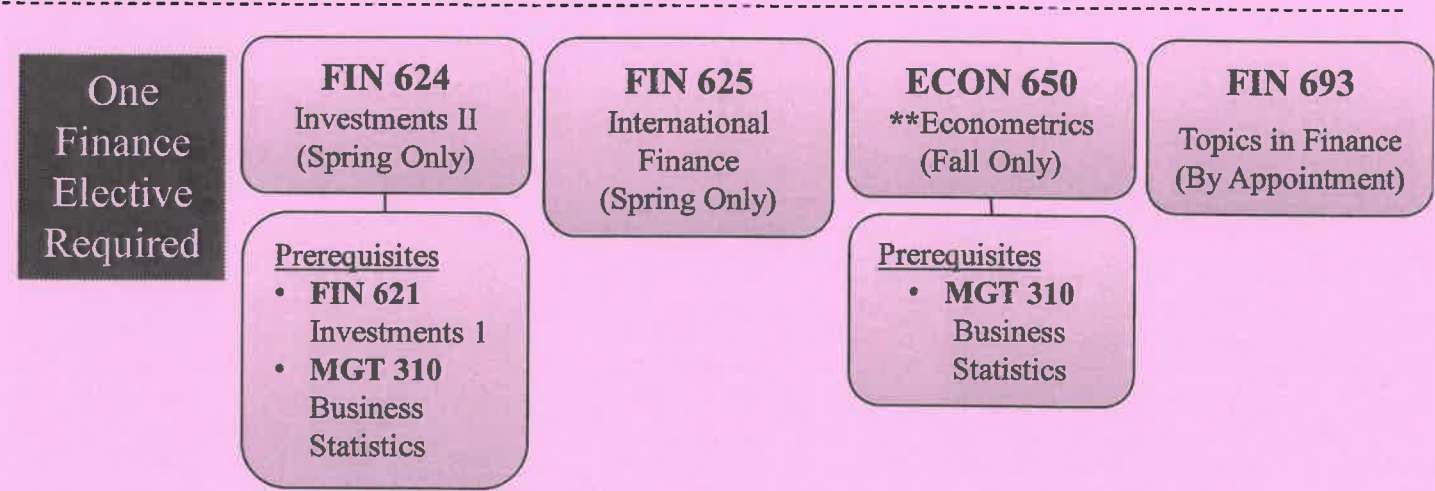 One
Finance
Elective
Required
FIN 624
Investments II
(Spring Only)
Prerequisites
• FIN 621
Investments 1
• MGT 310
Business
Statistics
FIN 625
International
Finance
(Spring Only)
ECON 650
**Econometrics
(Fall Only)
Prerequisites
• MGT 310
Business
Statistics
FIN 693
Topics in Finance
(By Appointment)